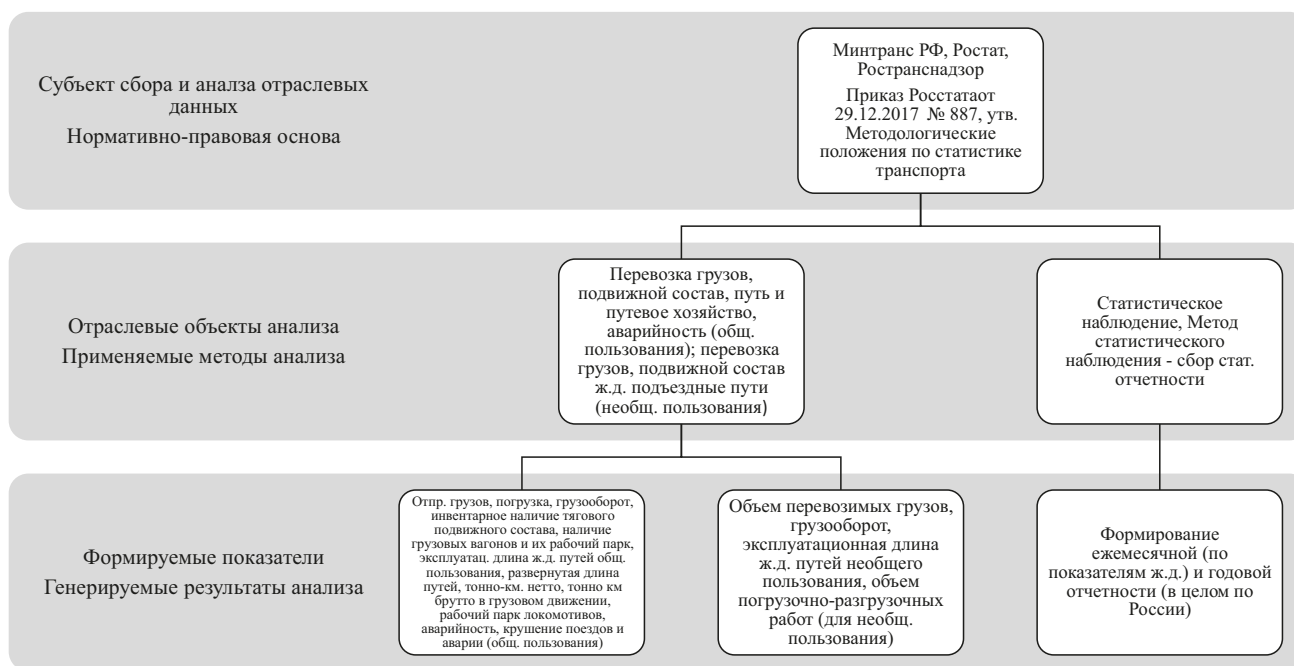 Субъект сбора и аналза отраслевых
данных
Нормативно-правовая основа
Минтранс РФ, Ростат,
Ространснадзор
Приказ Росстатаот
29.12.2017 № 887, утв.
Методологические
положения по статистике
транспорта
Отраслевые объекты анализа
Применяемые методы анализа
Перевозка грузов,
подвижной состав, путь и
путевое хозяйство,
аварийность (общ.
пользования); перевозка
грузов, подвижной состав
ж.д. подъездные пути
(необщ. пользования)
Статистическое
наблюдение, Метод
статистического
наблюдения - сбор стат.
отчетности
Формируемые показатели
Генерируемые результаты анализа
Отпр. грузов, погрузка, грузооборот,
инвентарное наличие тягового
подвижного состава, наличие
грузовых вагонов и их рабочий парк,
эксплуатац. длина ж.д. путей общ.
пользования, развернутая длина
путей, тонно-км. нетто, тонно км
брутто в грузовом движении,
рабочий парк локомотивов,
аварийность, крушение поездов и
аварии (общ. пользования)
Объем перевозимых грузов,
грузооборот,
эксплуатационная длина
ж.д. путей необщего
пользования, объем
погрузочно-разгрузочных
работ (для необщ.
пользования)
Формирование
ежемесячной (по
показателям ж.д.) и годовой
отчетности (в целом по
России)